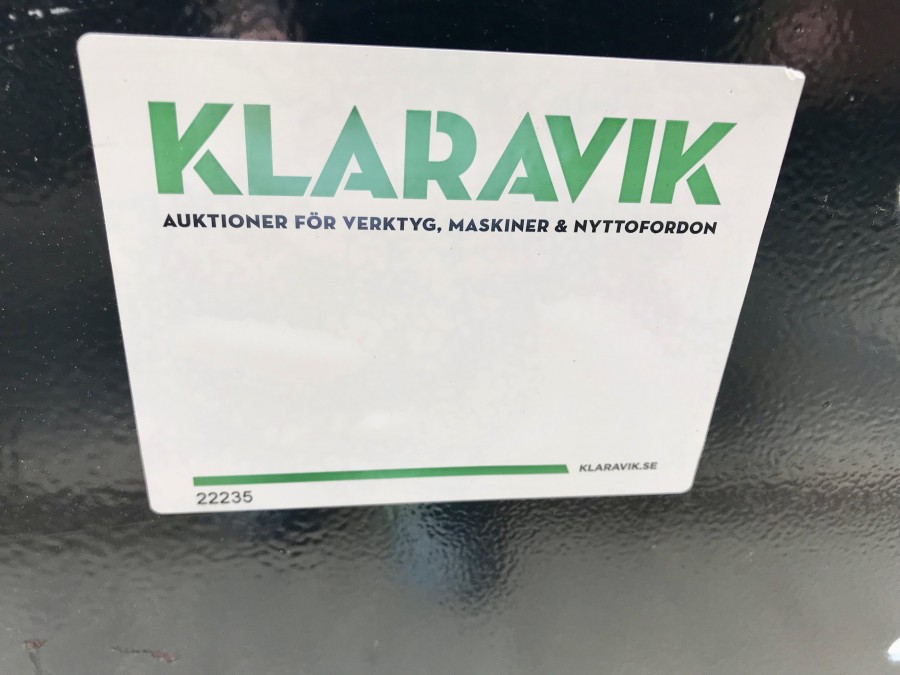 KLARAVIK
AUKTIONER FÖR VERKTYG, MASKINER & NYTTOFORDON
KLARAVIK.SE
22235